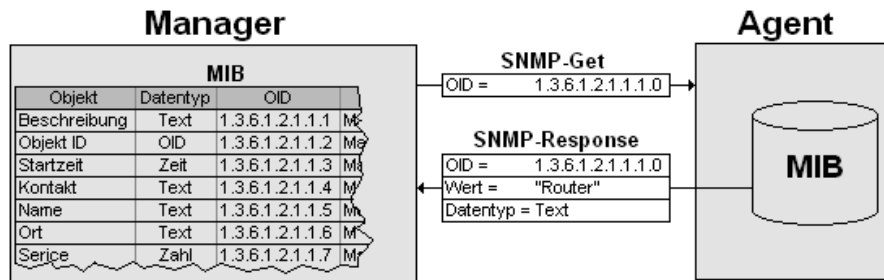 Manager
Agent
MIB
Objekt Datentyp OID
Beschreibung Text 1.3.6.1.2.1.1.1
Objekt ID OID 1.3.6.1.2.1.1.2 Ma
Startzeit Zeit 1.3.6.1.2.1.1.3 Ma
Kontakt Text 1.3.6.1.2.1.1.4 M
Name Text 1.3.6.1.2.1.1.5 M
Ort Text 1.3.6.1.2.1.1.6 M
Serice Zahl 1.3.6.1.2.1.1.7 M
SNMP-Get
OID = 1.3.6.1.2.1.1.1.0
SNMP-Response
OID = 1.3.6.1.2.1.1.1.0
Wert = "Router"
Datentyp = Text
MIB